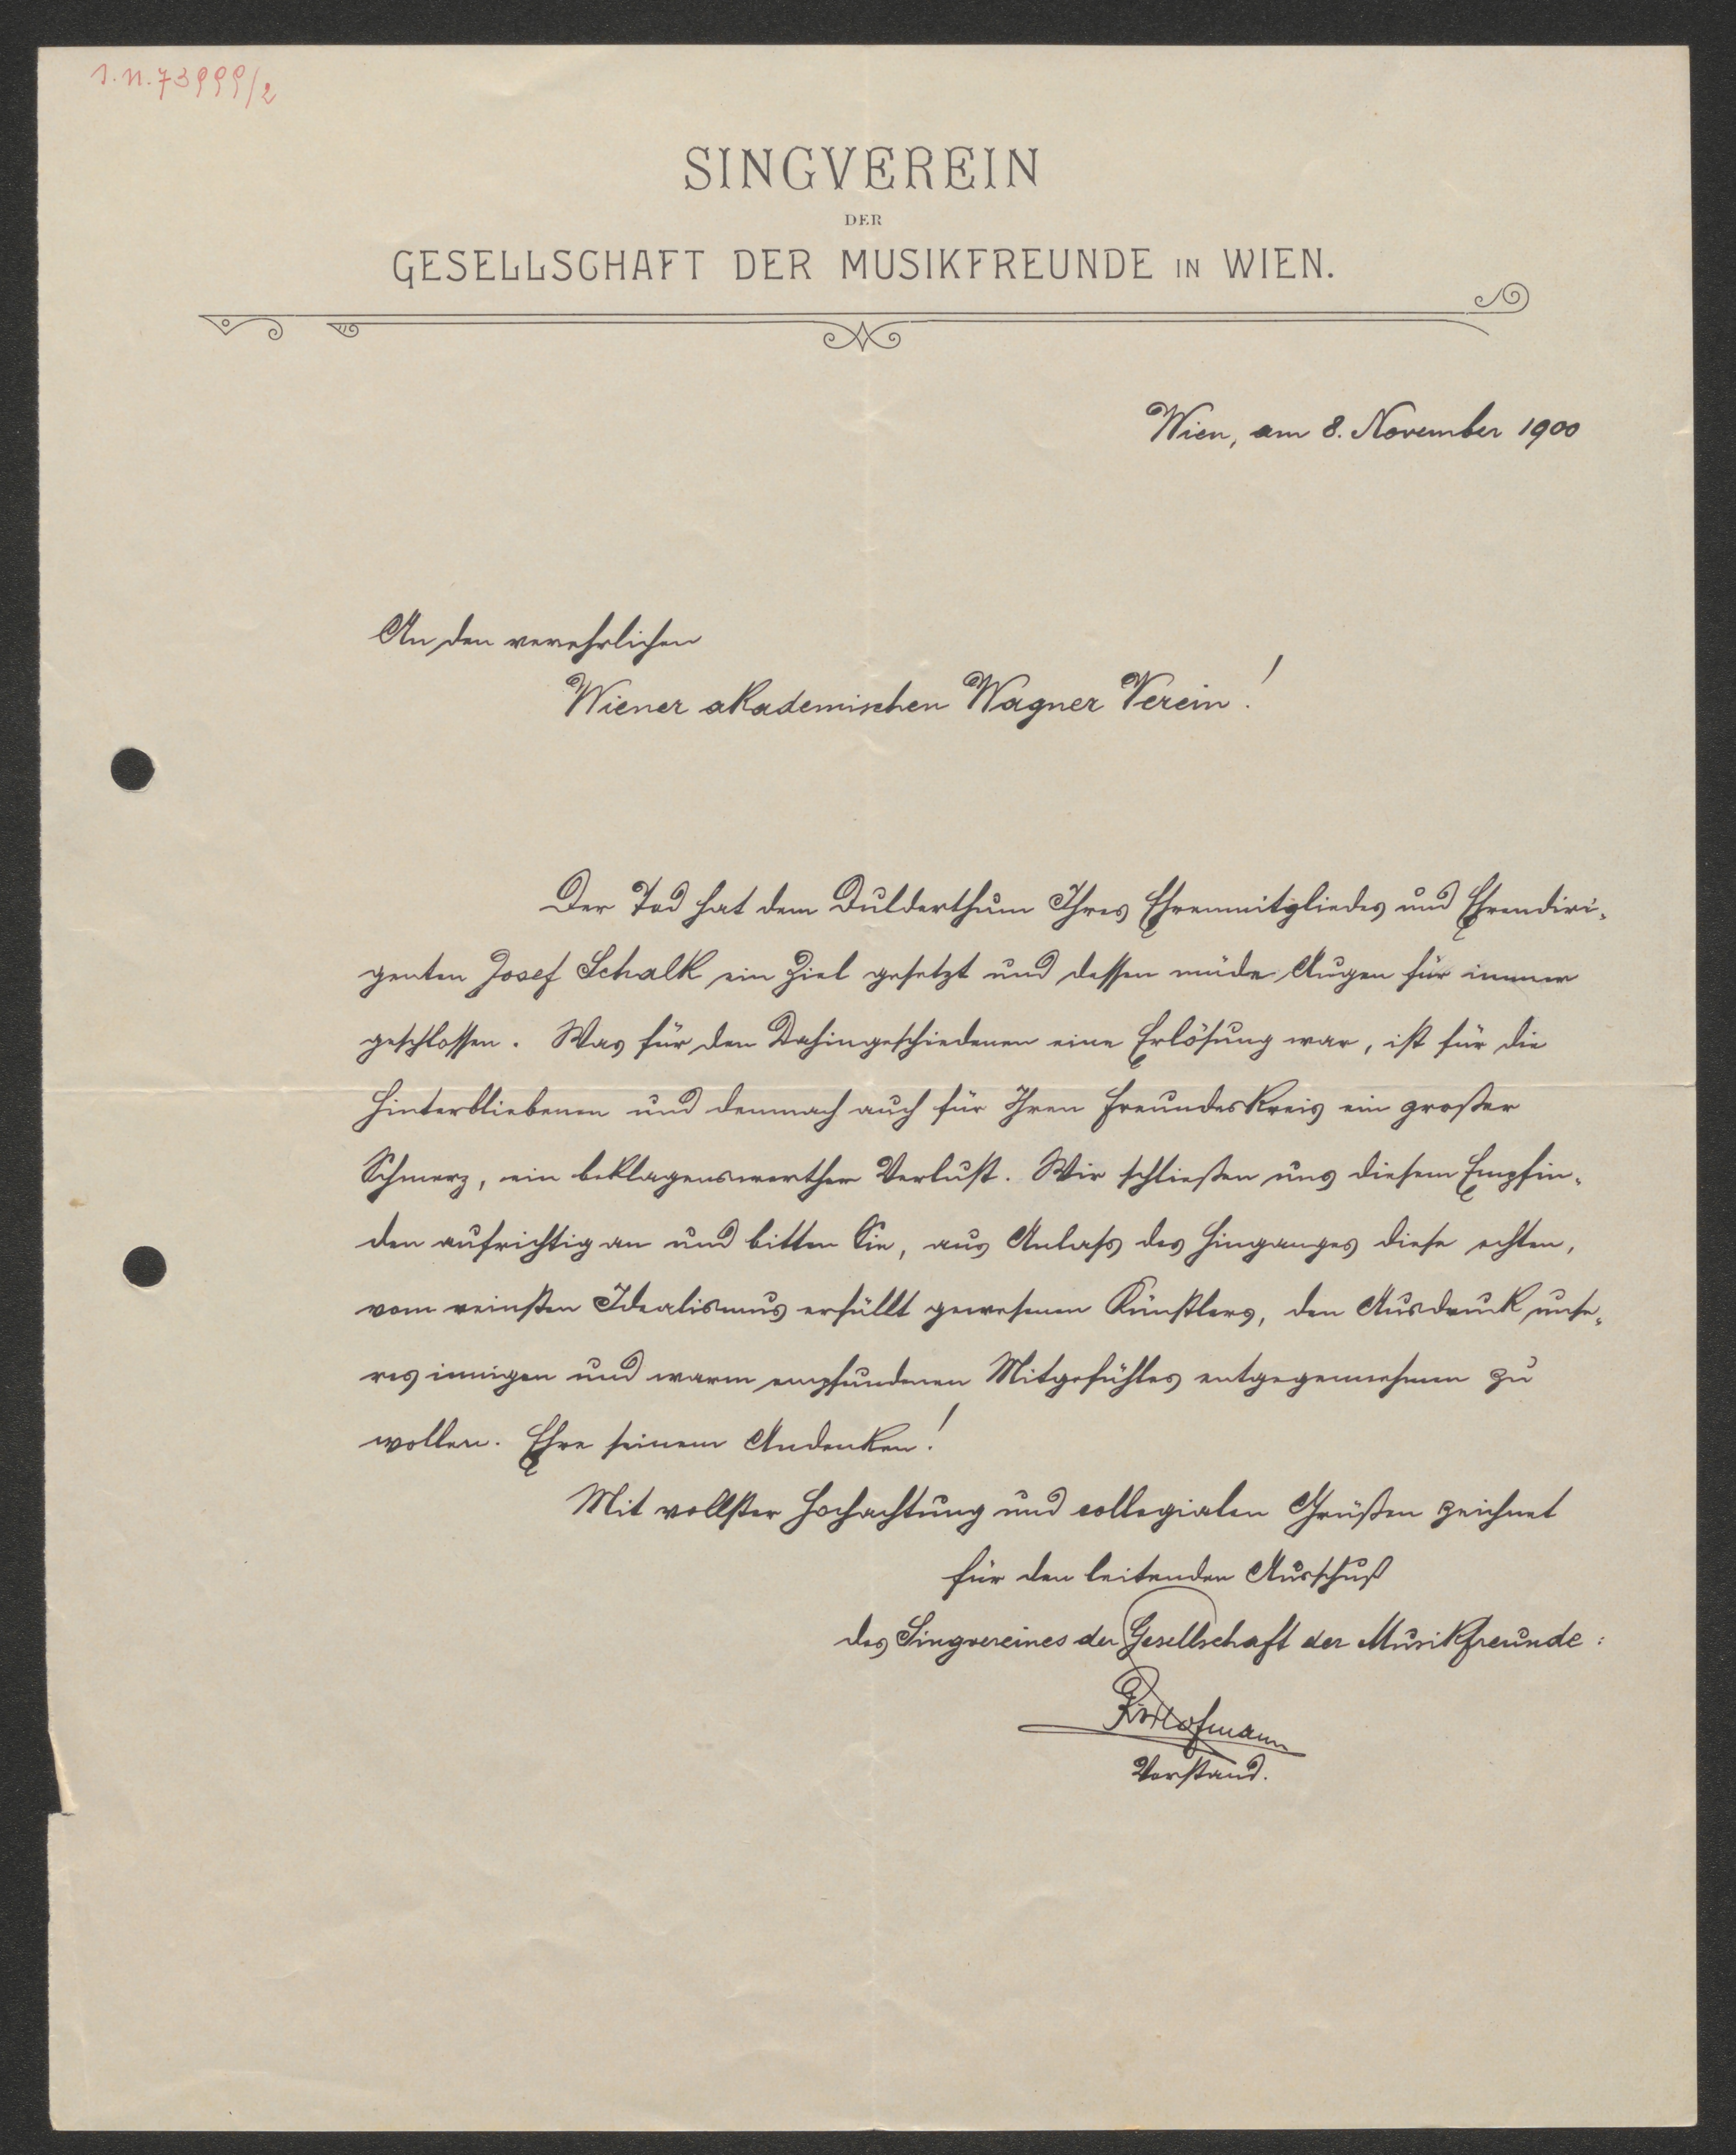 I.N. 73999/2
SINGVEREIN
DER
GESELLSCHAFT DER MUSIKFREUNDE IN WIEN.
Wien, am 8. November 1900
An den verehrlichen
Wiener akademischen Wagner Verein!
Der Tod hat dem Dulderthum Ihres Ehrenmitgliedes und Ehrendiri-
genten Josef Schalk ein Ziel gesetzt und dessen müde Augen für immer
geschlossen. Was für den Dahingeschiedenen eine Erlösung war, ist für die
Hinterbliebenen und demnach auch für Ihren Freundeskreis ein großer
Schmerz, ein beklagenswerther Verlust. Wir schließen uns diesem Empfin-
den aufrichtig an und bitten Sie, aus Anlass des Hinganges diese echten,
vom reinsten Idealismus erfüllt gewesenen Künstlers, den Ausdruck unse-
res innigen und warm empfundenen Mitgefühles entgegennehmen zu
wollen. Ehre seinem Andenken!
Mit vollster Hochachtung und collegialen Grüßen zeichnet
für den leitenden Ausschuß
des Singvereines der Gesellschaft der Musikfreunde:
Hofmann
Vorstand.